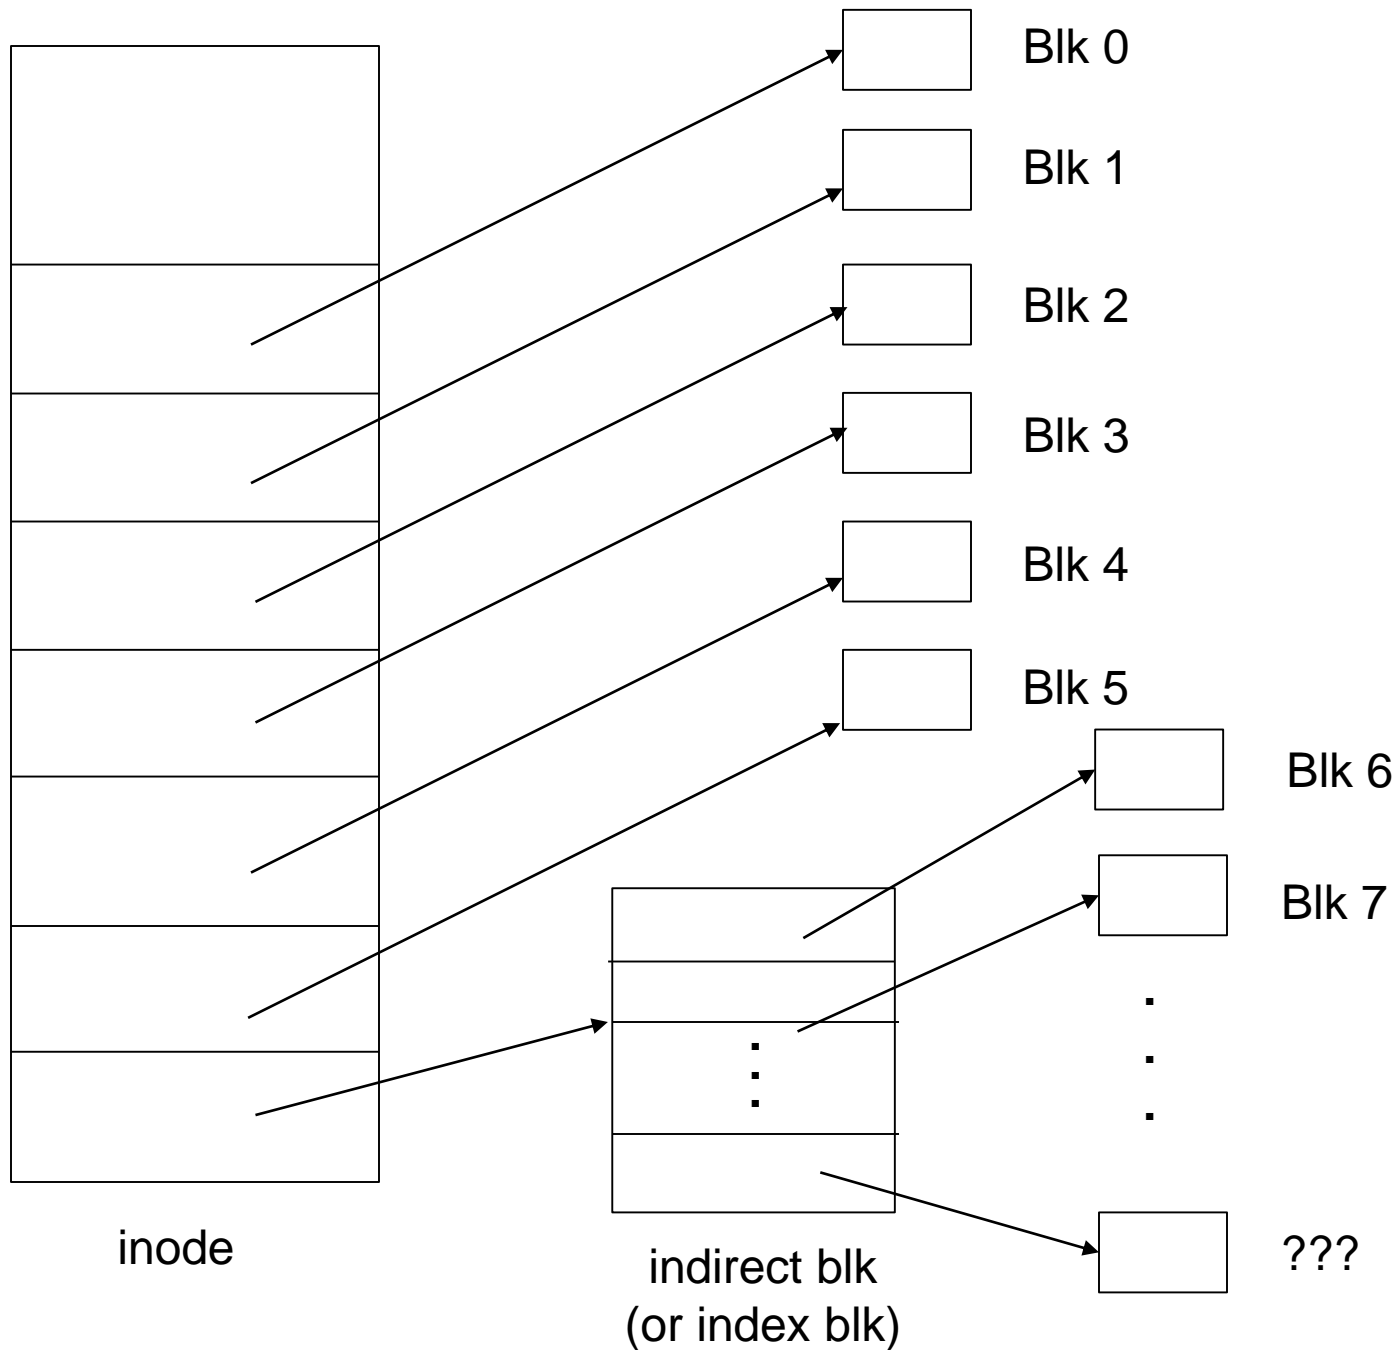 Blk 0
Blk 1
Blk 2
Blk 3
Blk 4
Blk 5
Blk 6
Blk 7
.
.
.
.
.
.
???
inode
indirect blk
(or index blk)